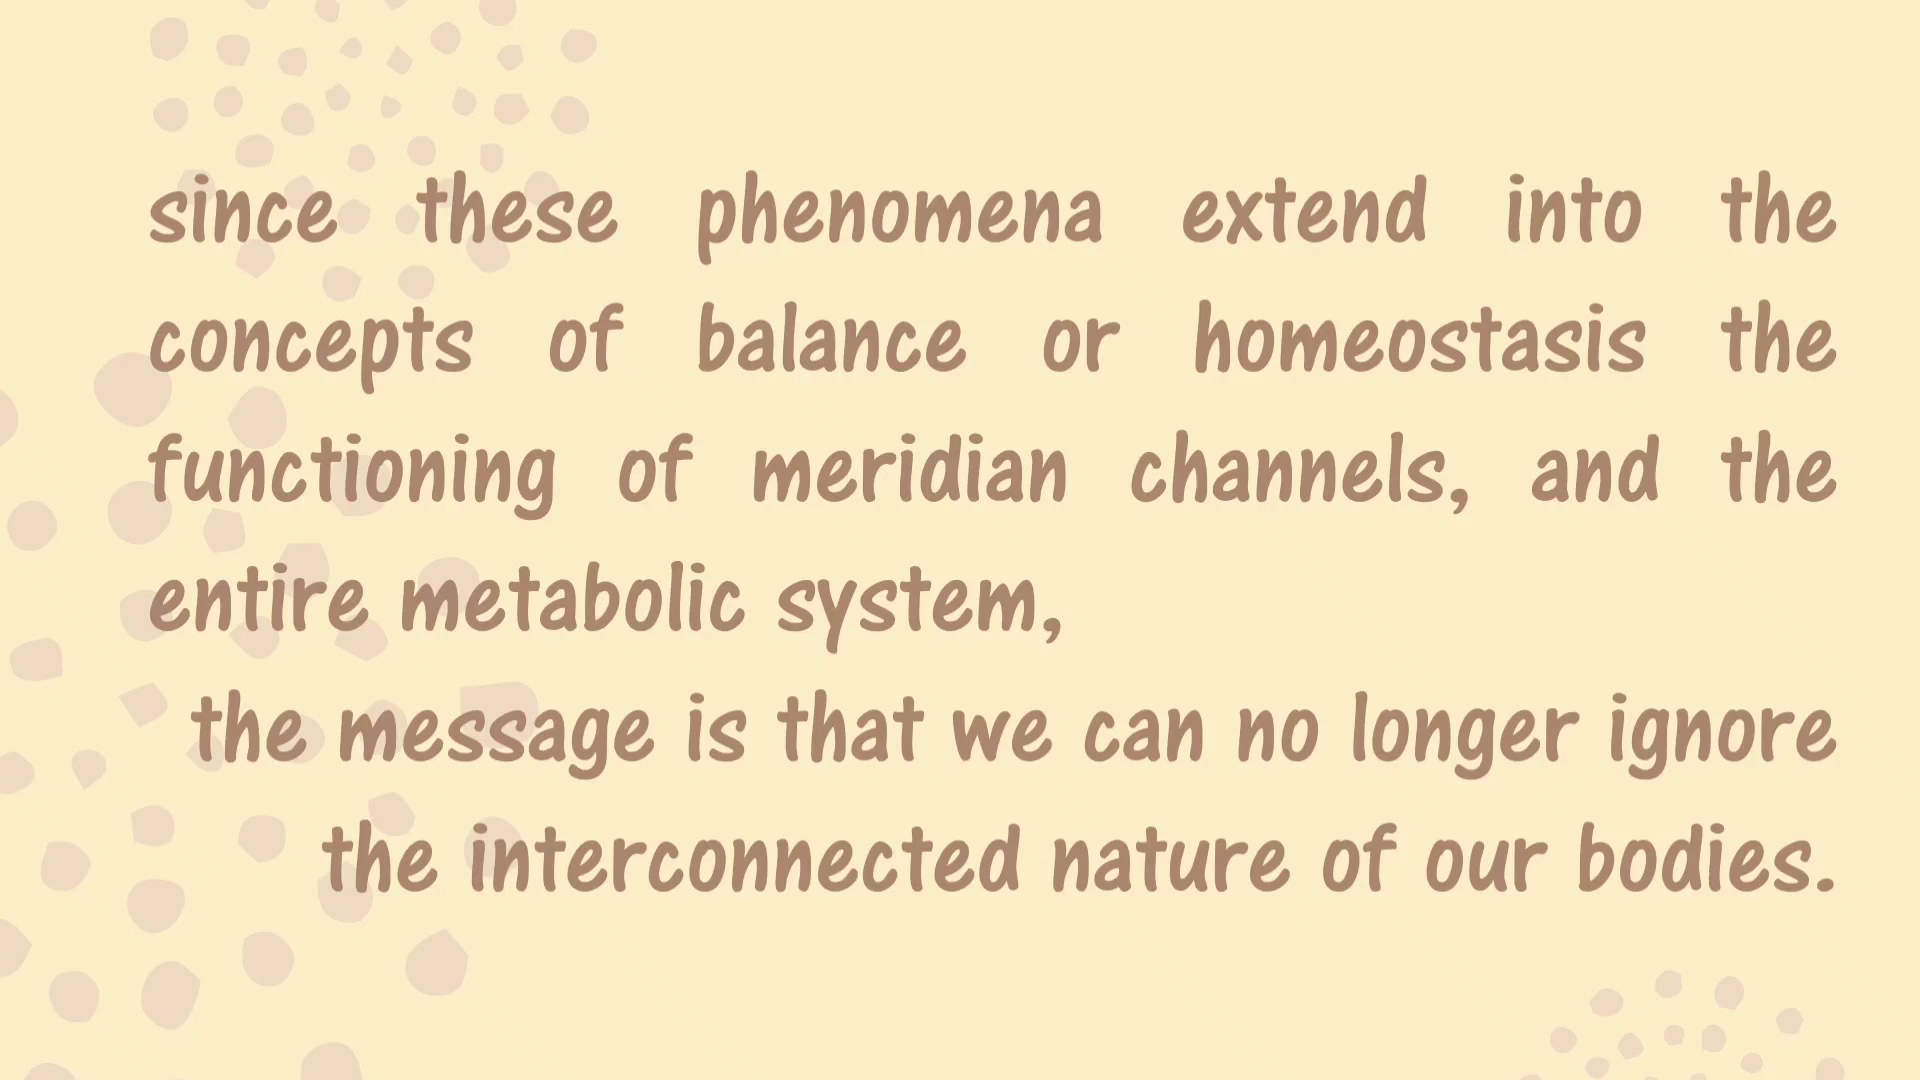 since these phenomena extend into the
concepts of balance or homeostasis the
functioning of meridian channels, and the
entire metabolic system,
the message is that we can no longer ignore
the interconnected nature of our bodies.